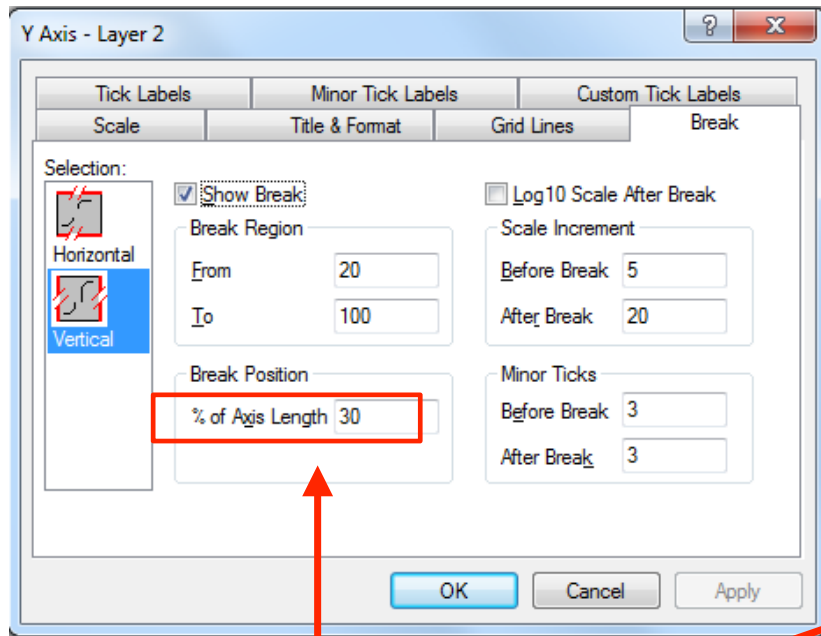 Y Axis - Layer 2
Tick Labels Minor Tick Labels Custom Tick Labels
Scale Title & Format Grid Lines Break
Selection:
Show Break Log10 Scale After Break
Break Region Scale Increment
Horizontal
From 20 Before Break 5
To 100 After Break 20
Vertical
Break Position Minor Ticks
% of Axis Length 30 Before Break 3
After Break 3
OK Cancel Apply